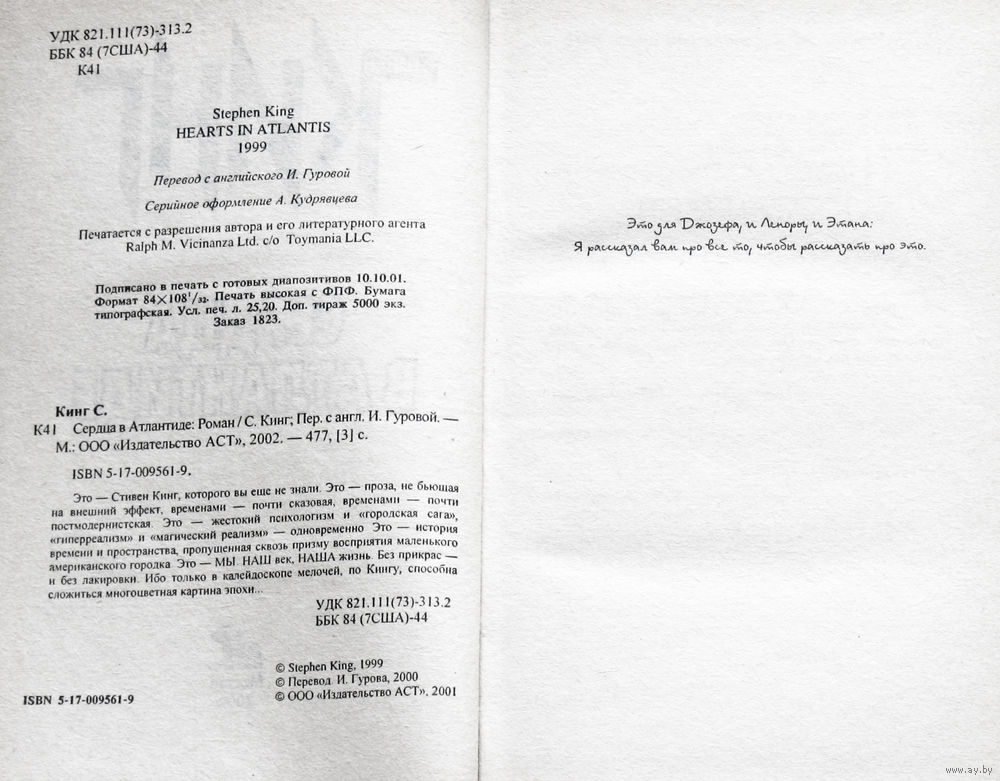 УДК 821.111(73)-313.2
ББК 84 (7США)-44
К41
Stephen King
HEARTS IN ATLANTIS
1999
Перевод с английского И. Гуровой
Серийное оформление А. Кудрявцева
Печатается с разрешения автора и его литературного агента
Ralph M. Vicinanza Ltd. c/o Toymania LLC.
Подписано в печать с готовых диапозитивов 10.10.01.
Формат 84×108¹/₃₂. Печать высокая с ФПФ. Бумага
типографская. Усл. печ. л. 25,20. Доп. тираж 5000 экз.
Заказ 1823.
Кинг С.
К41 Сердца в Атлантиде: Роман / С. Кинг; Пер. с англ. И. Гуровой. —
М.: ООО «Издательство АСТ», 2002. — 477, [3] с.
ISBN 5-17-009561-9.
Это — Стивен Кинг, которого вы еще не знали. Это — проза, не бьющая
на внешний эффект, временами — почти сказовая, временами — почти
постмодернистская. Это — жестокий психологизм и «городская сага»,
«гиперреализм» и «магический реализм» — одновременно Это — история
времени и пространства, пропущенная сквозь призму восприятия маленького
американского городка Это — МЫ. НАШ век, НАША жизнь. Без прикрас —
и без лакировки. Ибо только в калейдоскопе мелочей, по Кингу, способна
сложиться многоцветная картина эпохи...
УДК 821.111(73)-313.2
ББК 84 (7США)-44
© Stephen King, 1999
© Перевод. И. Гурова, 2000
© ООО «Издательство АСТ», 2001
ISBN 5-17-009561-9
Это для Джозефа, и Леноры, и Этана:
Я рассказал вам про все то, чтобы рассказать про это.
www.ay.by